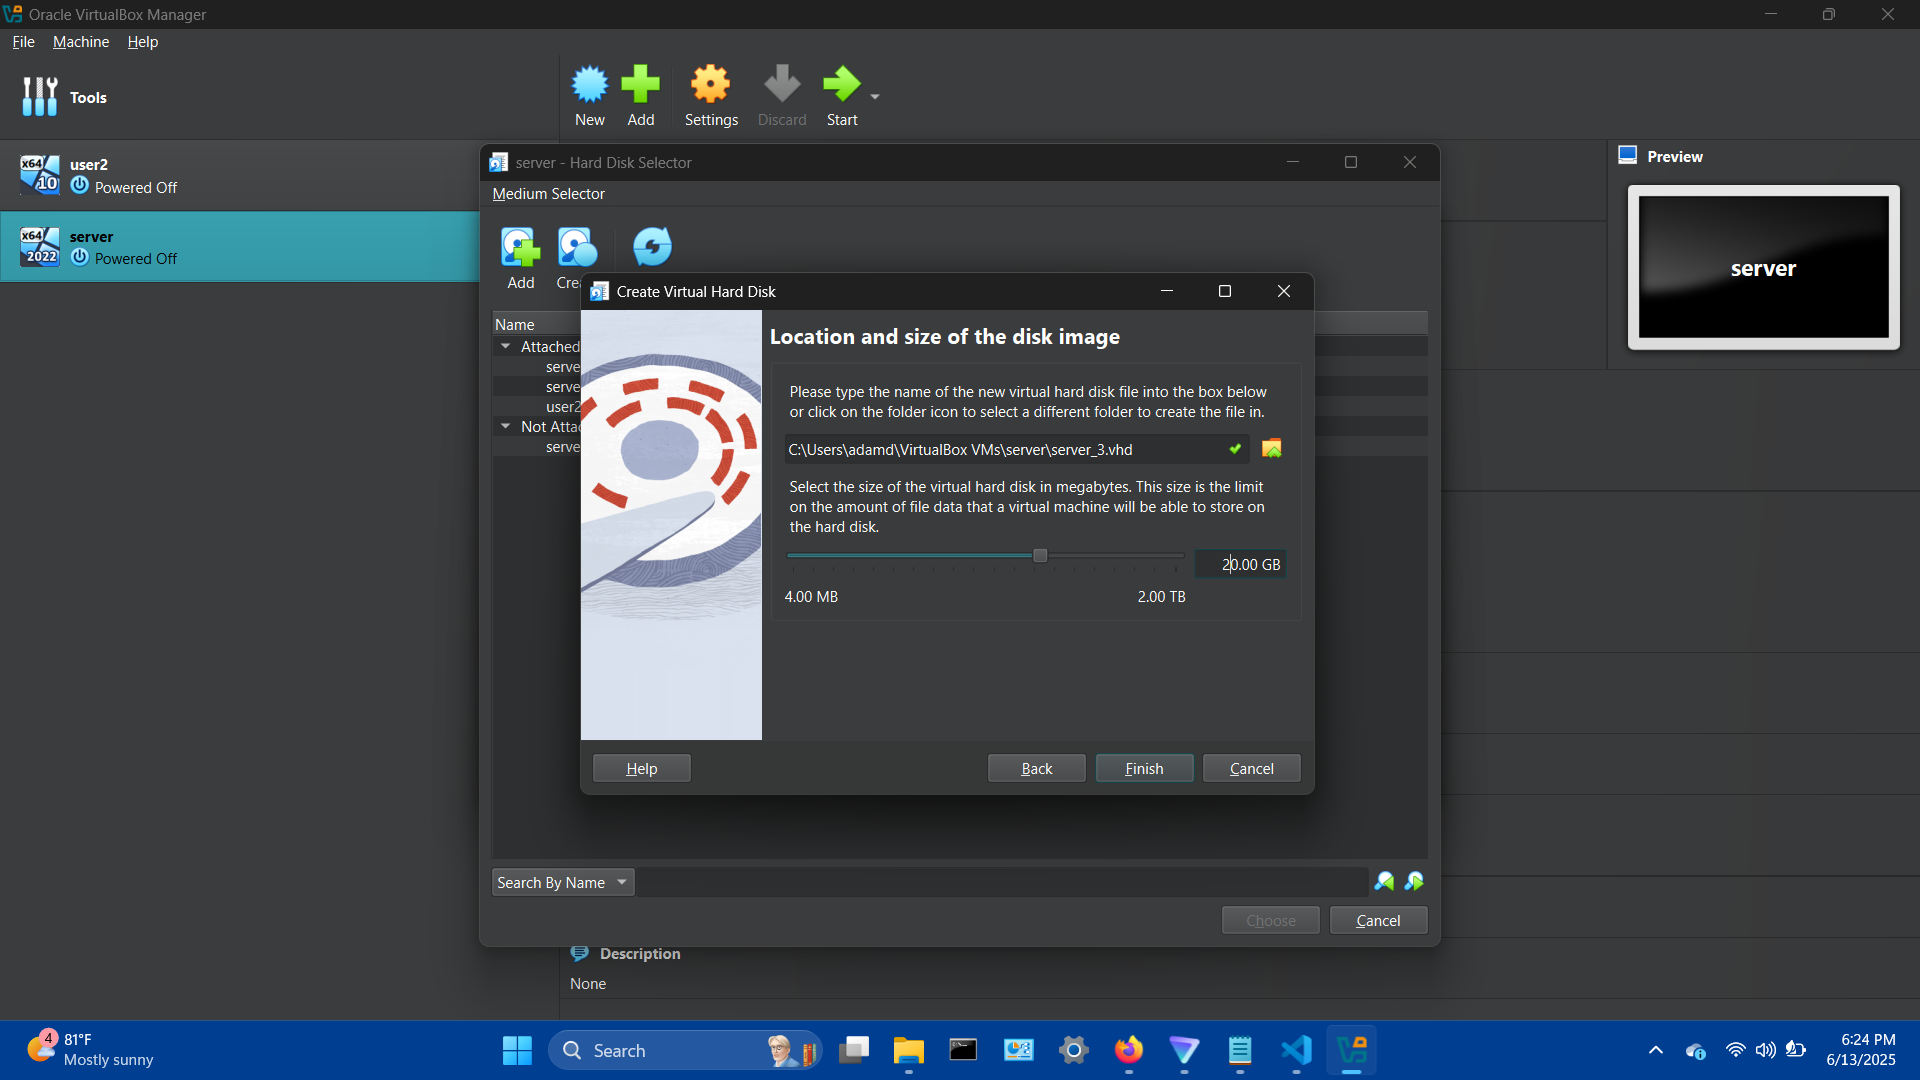 Oracle VirtualBox Manager
File Machine Help
Tools
New Add Settings Discard Start
x64 10 user2
Powered Off
x64 2022 server
Powered Off
server - Hard Disk Selector
Medium Selector
Add Crea
Name
Attached
serve
serve
user2
Not Atta
serve
Create Virtual Hard Disk
Location and size of the disk image
Please type the name of the new virtual hard disk file into the box below
or click on the folder icon to select a different folder to create the file in.
C:\Users\adamd\VirtualBox VMs\server\server_3.vhd
Select the size of the virtual hard disk in megabytes. This size is the limit
on the amount of file data that a virtual machine will be able to store on
the hard disk.
20.00 GB
4.00 MB 2.00 TB
Help Back Finish Cancel
Search By Name
Choose Cancel
Preview
server
Description
None
4 81°F
Mostly sunny
Search
6:24 PM
6/13/2025